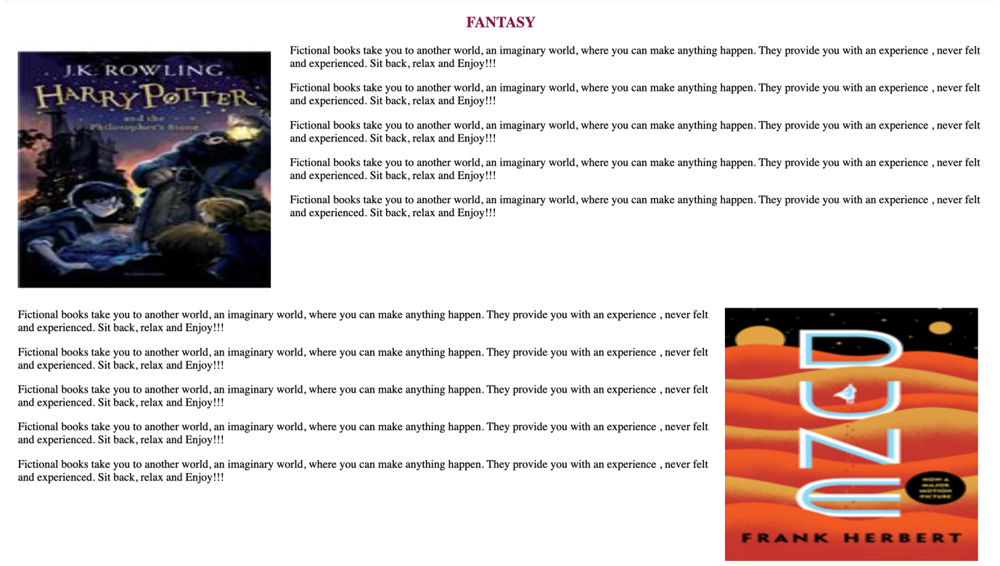 FANTASY
J.K. ROWLING
HARRY POTTER
and the
Philosopher's Stone
Fictional books take you to another world, an imaginary world, where you can make anything happen. They provide you with an experience , never felt
and experienced. Sit back, relax and Enjoy!!!
Fictional books take you to another world, an imaginary world, where you can make anything happen. They provide you with an experience , never felt
and experienced. Sit back, relax and Enjoy!!!
Fictional books take you to another world, an imaginary world, where you can make anything happen. They provide you with an experience , never felt
and experienced. Sit back, relax and Enjoy!!!
Fictional books take you to another world, an imaginary world, where you can make anything happen. They provide you with an experience , never felt
and experienced. Sit back, relax and Enjoy!!!
Fictional books take you to another world, an imaginary world, where you can make anything happen. They provide you with an experience , never felt
and experienced. Sit back, relax and Enjoy!!!
Fictional books take you to another world, an imaginary world, where you can make anything happen. They provide you with an experience , never felt
and experienced. Sit back, relax and Enjoy!!!
Fictional books take you to another world, an imaginary world, where you can make anything happen. They provide you with an experience , never felt
and experienced. Sit back, relax and Enjoy!!!
Fictional books take you to another world, an imaginary world, where you can make anything happen. They provide you with an experience , never felt
and experienced. Sit back, relax and Enjoy!!!
Fictional books take you to another world, an imaginary world, where you can make anything happen. They provide you with an experience , never felt
and experienced. Sit back, relax and Enjoy!!!
Fictional books take you to another world, an imaginary world, where you can make anything happen. They provide you with an experience , never felt
and experienced. Sit back, relax and Enjoy!!!
DUNE
NOW A
MAJOR
MOTION
PICTURE
FRANK HERBERT